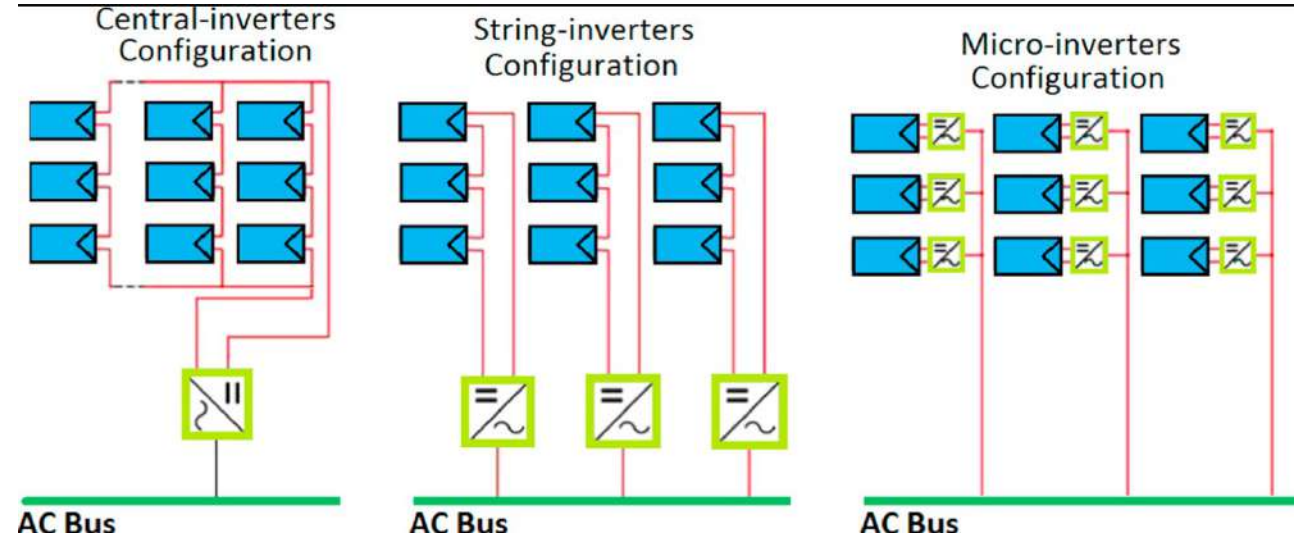 Central-inverters
Configuration
String-inverters
Configuration
Micro-inverters
Configuration
AC Bus
AC Bus
AC Bus